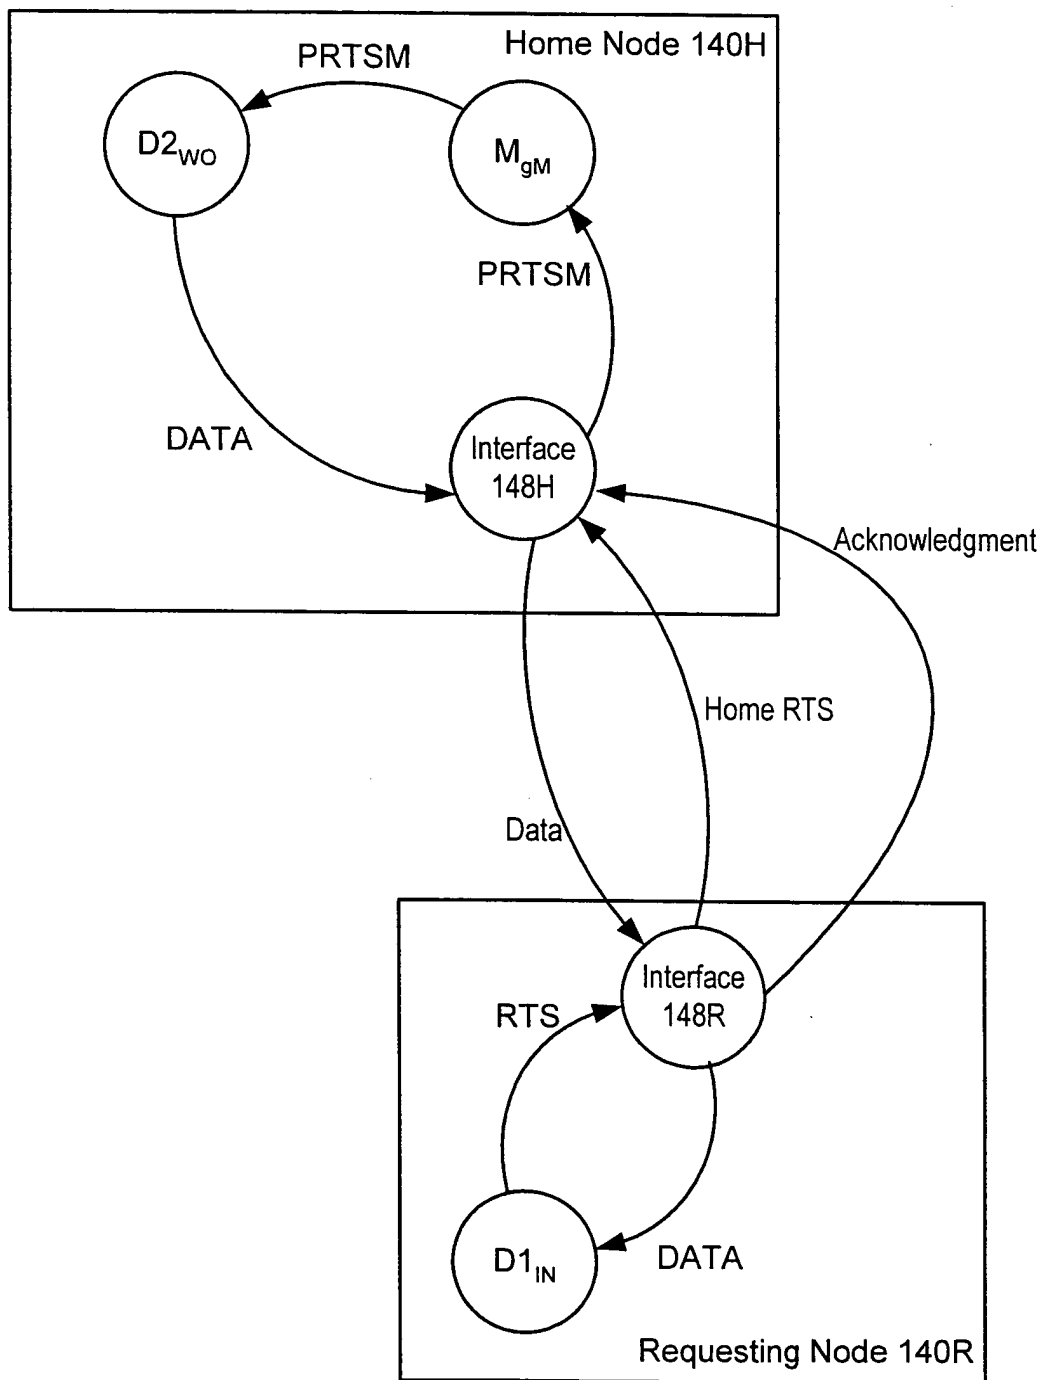 Home Node 140H
PRTSM
D2WO
MgM
PRTSM
DATA
Interface
148H
Acknowledgment
Home RTS
Data
Interface
148R
RTS
D1IN
DATA
Requesting Node 140R